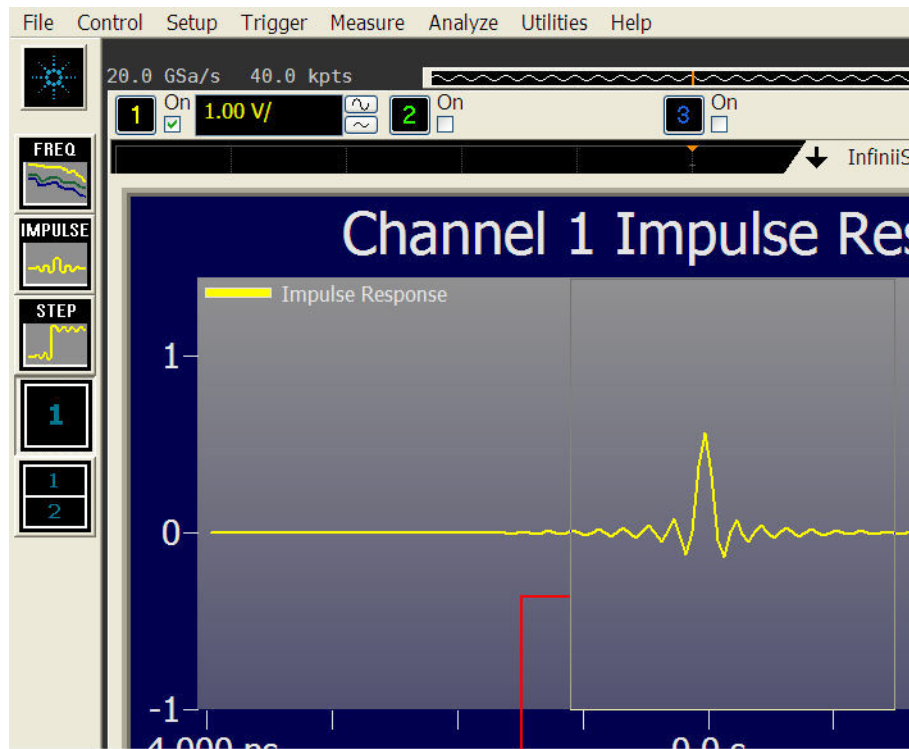 File Control Setup Trigger Measure Analyze Utilities Help
20.0 GSa/s 40.0 kpts
1 On 1.00 V/ 2 On 3 On
FREQ
InfiniiS
IMPULSE
Channel 1 Impulse Res
Impulse Response
STEP
1
1
0
-1
1
2
0.0 s